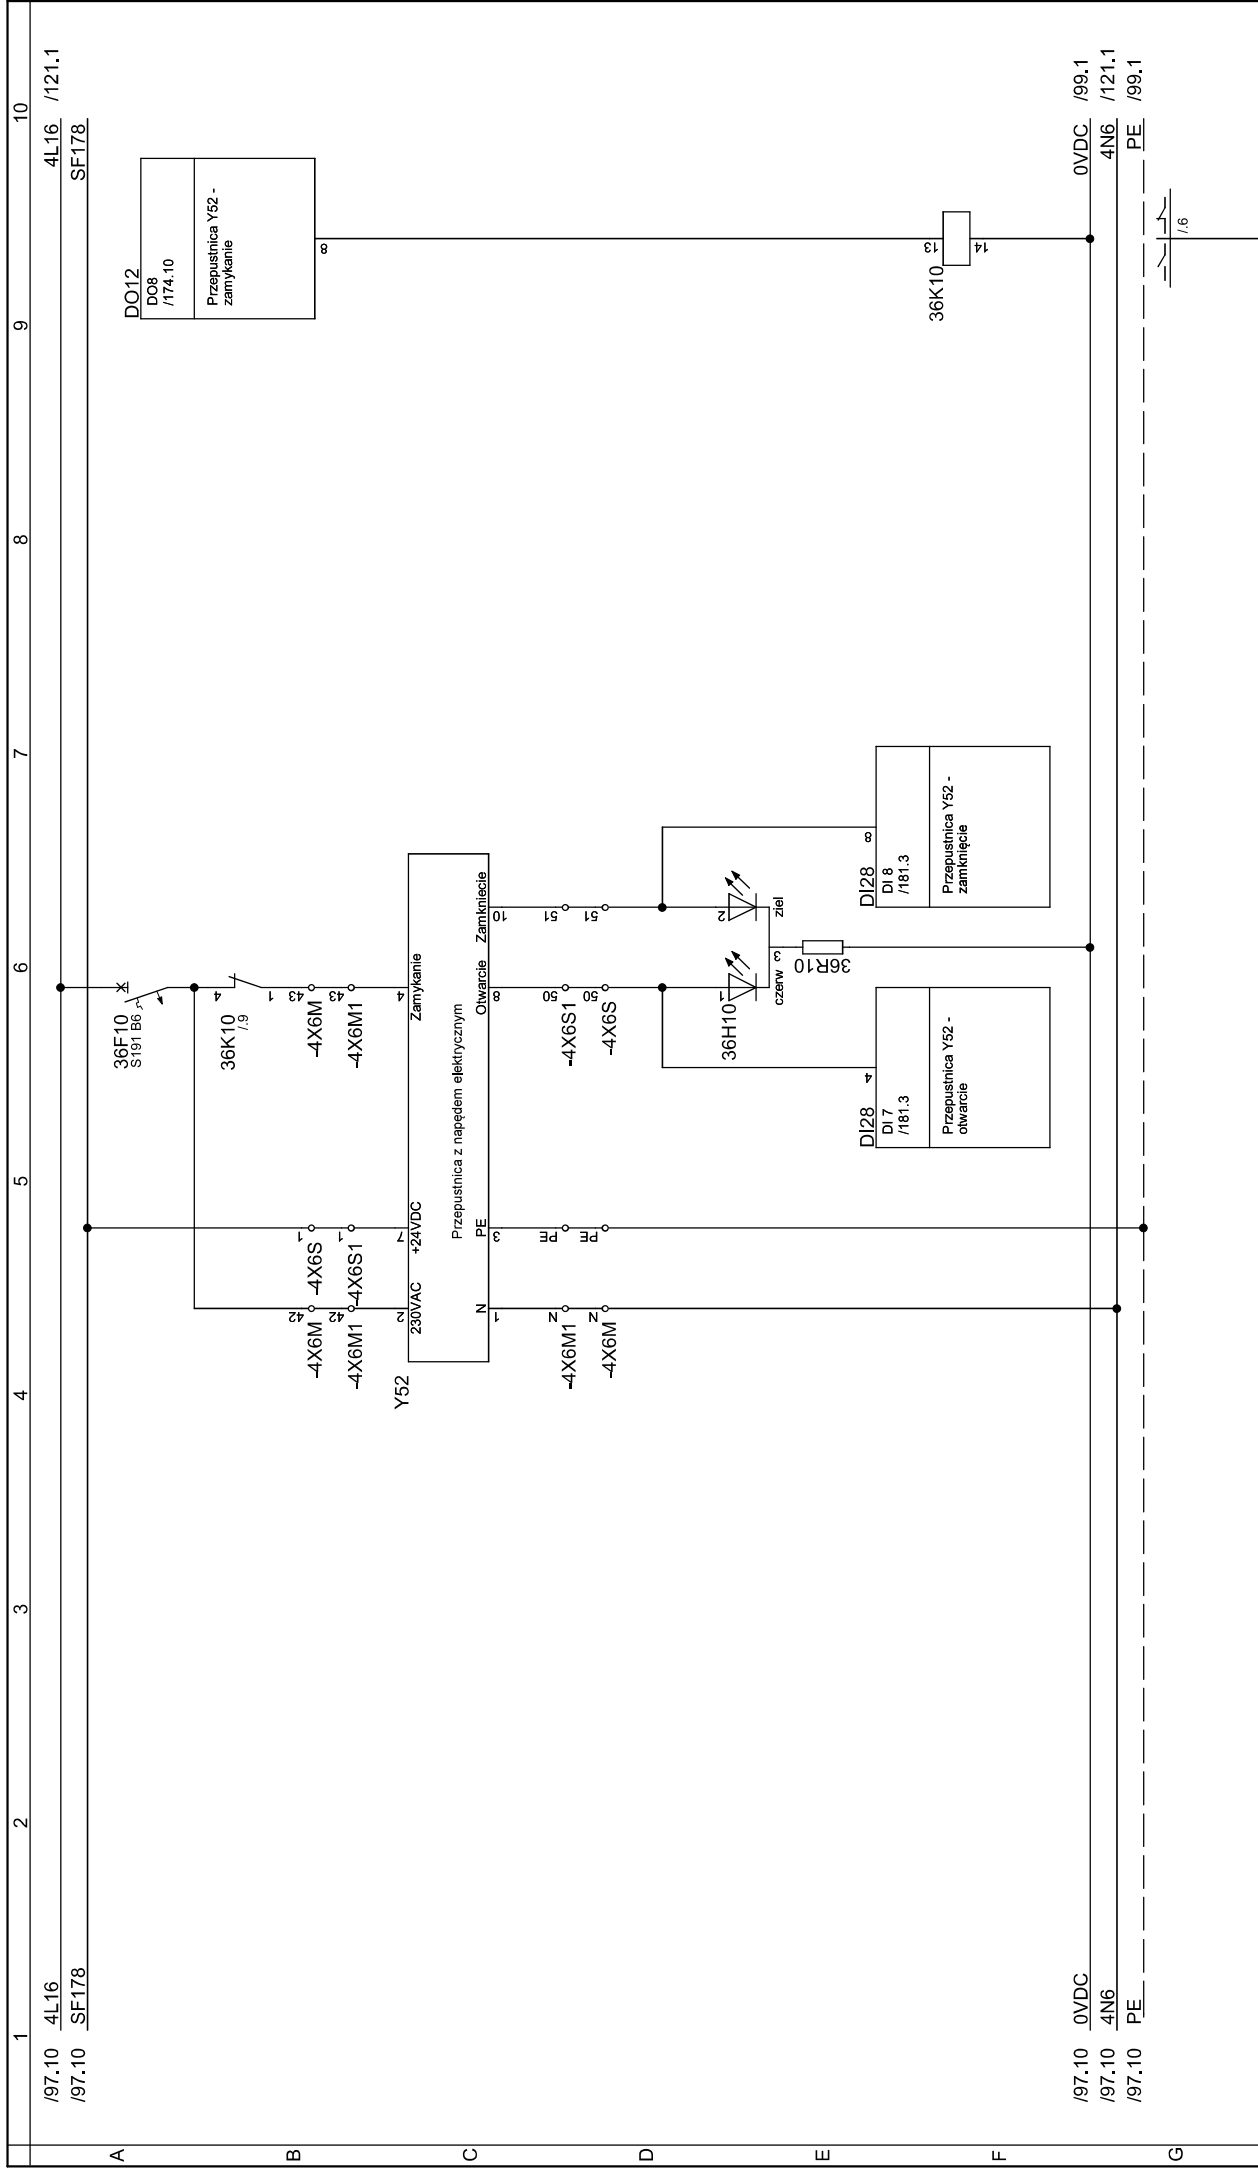 1
2
3
4
5
6
7
8
9
10
A
B
C
D
E
F
G
/97.10 4L16
/97.10 SF178
4L16 /121.1
SF178
36F10
S191 B6
36K10
/.9
4
1
43
-4X6M
43
-4X6M1
42
-4X6M
42
-4X6M1
1
-4X6S
1
-4X6S1
Y52
2
230VAC
7
+24VDC
4
Zamykanie
Przepustnica z napędem elektrycznym
N
1
PE
3
Otwarcie
8
Zamkniecie
10
N
-4X6M1
N
-4X6M
PE
PE
50
-4X6S1
50
-4X6S
51
51
36H10
1
2
czerw
3
ziel
36R10
4
DI28
DI 7
/181.3
Przepustnica Y52 -
otwarcie
8
DI28
DI 8
/181.3
Przepustnica Y52 -
zamknięcie
DO12
DO8
/174.10
Przepustnica Y52 -
zamykanie
8
13
36K10
14
/97.10 0VDC
/97.10 4N6
/97.10 PE
0VDC /99.1
4N6 /121.1
PE /99.1
/.6